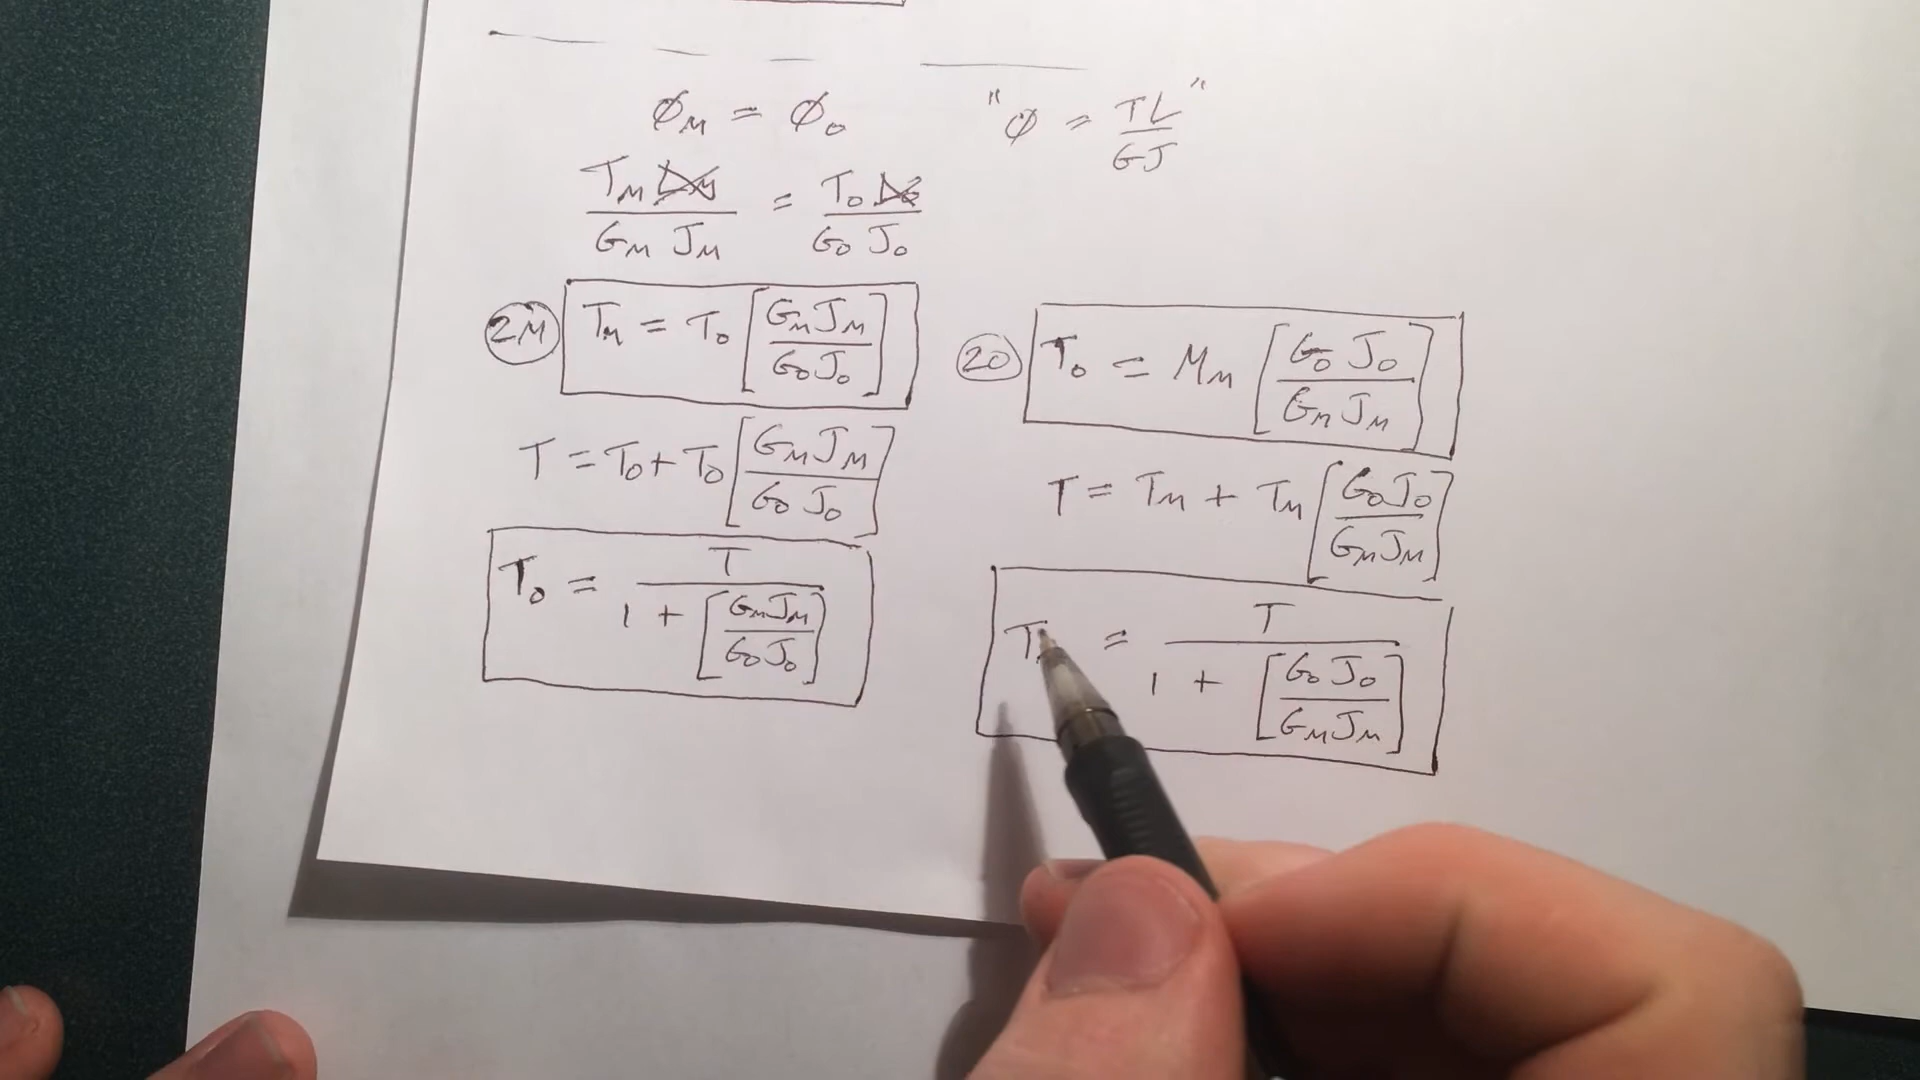 φM = φO "φ = TL/GJ"
TM LM / GM JM = TO LO / GO JO
2M TM = TO [GM JM / GO JO]
T = TO + TO [GM JM / GO JO]
TO = T / 1 + [GM JM / GO JO]
2O TO = MM [GO JO / GM JM]
T = TM + TM [GO JO / GM JM]
TM = T / 1 + [GO JO / GM JM]